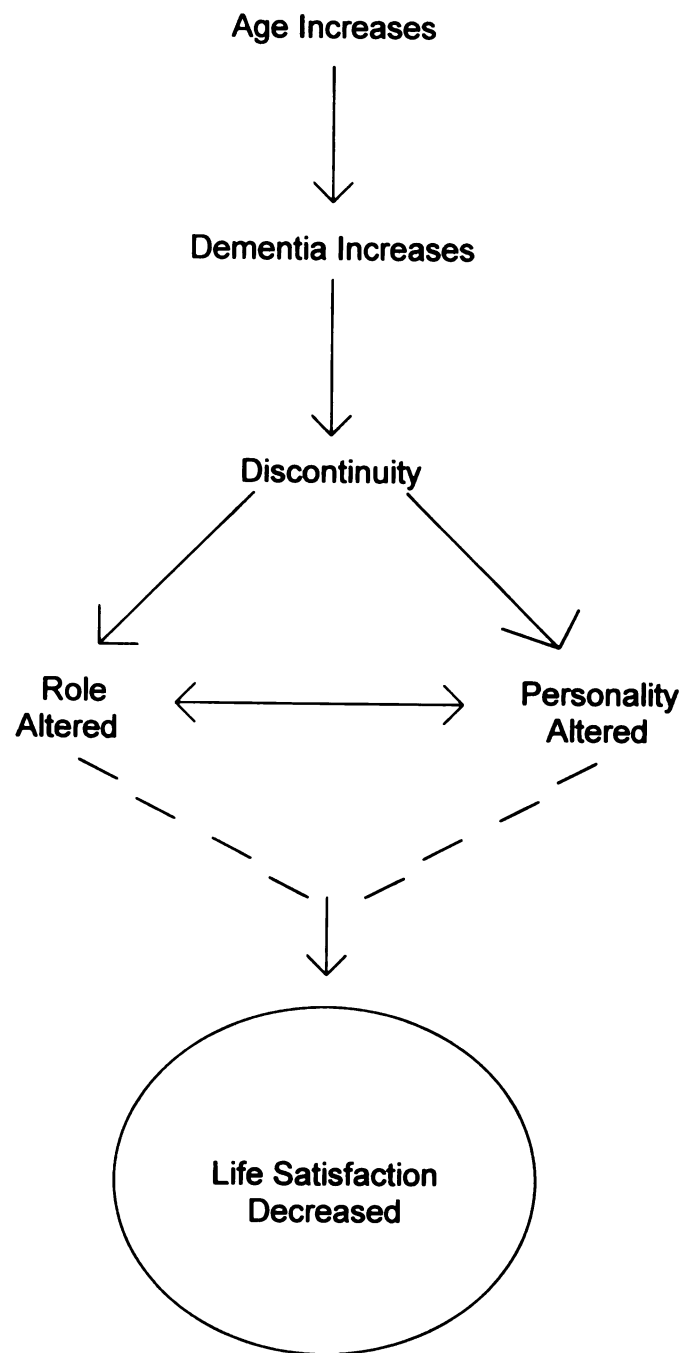 Age Increases
Dementia Increases
Discontinuity
Role
Altered
Personality
Altered
Life Satisfaction
Decreased